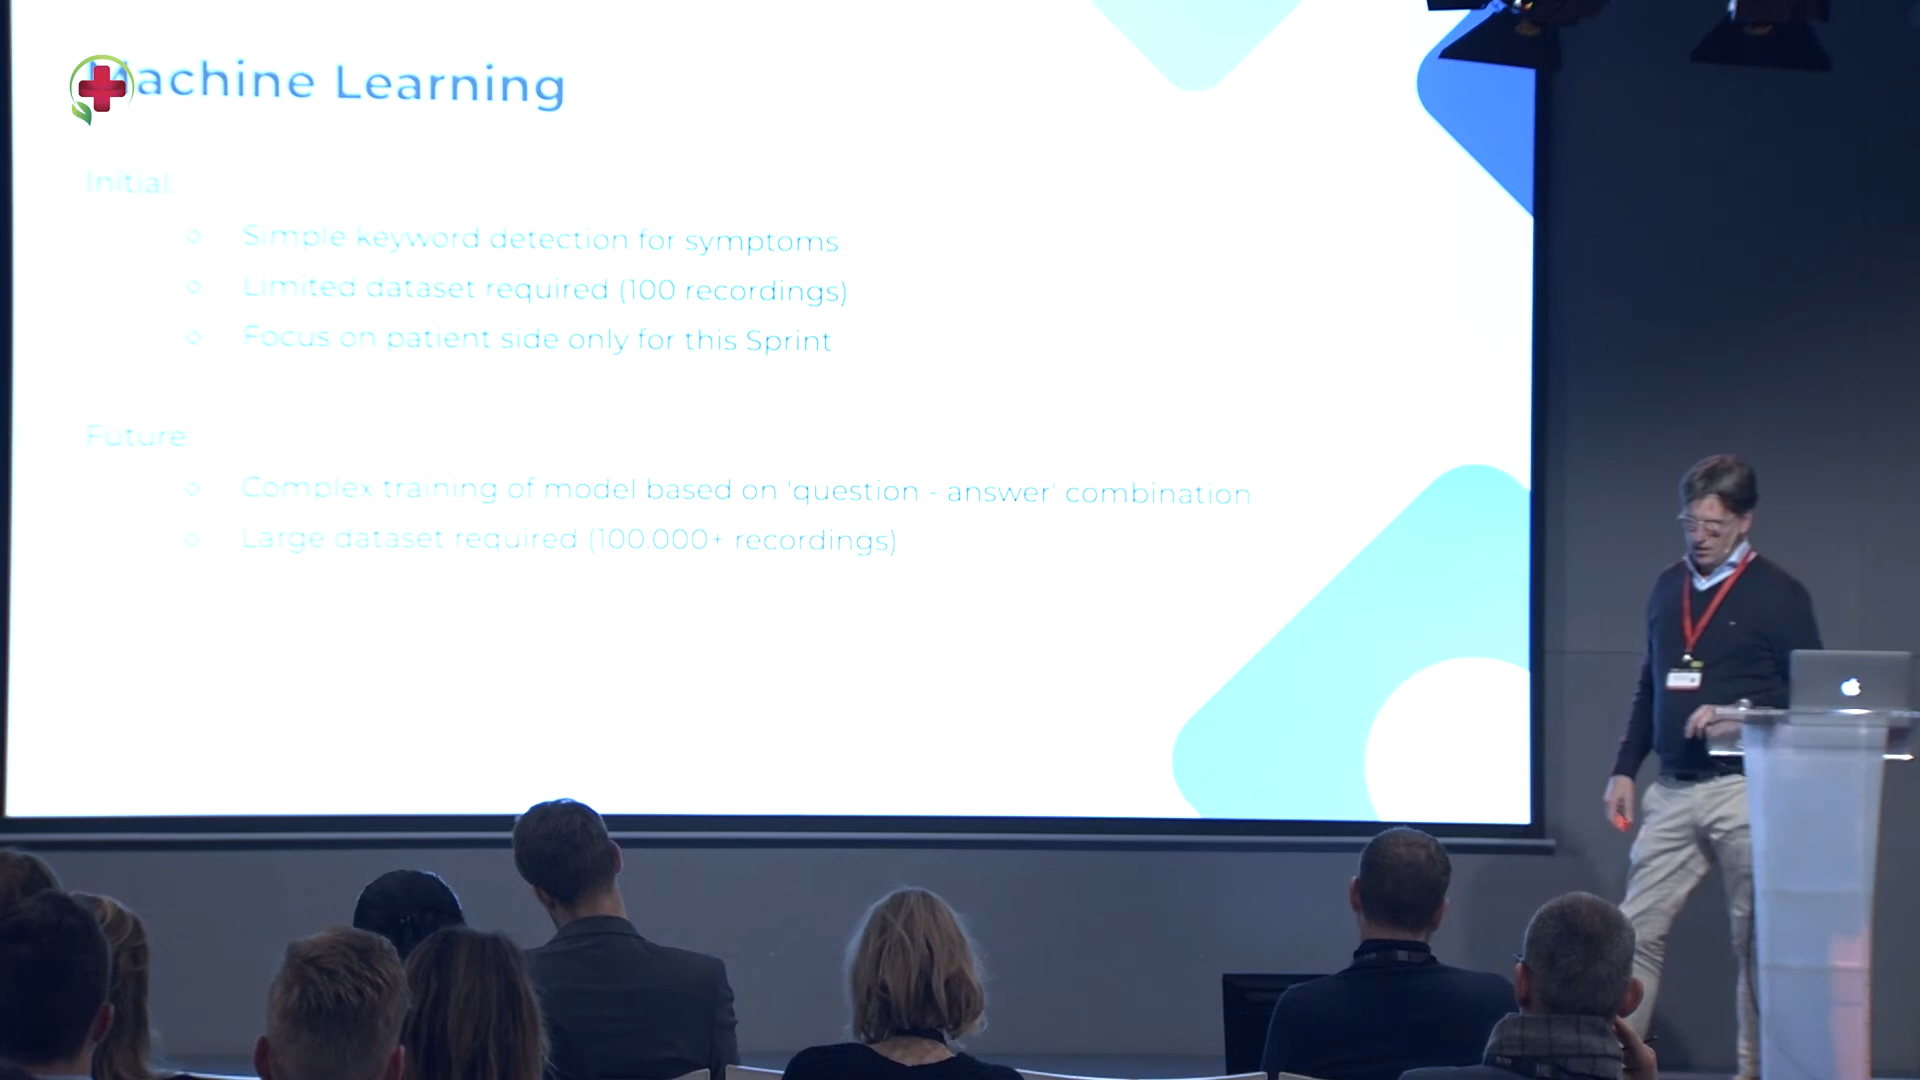 Machine Learning
Initial:
Simple keyword detection for symptoms
Limited dataset required (100 recordings)
Focus on patient side only for this Sprint
Future:
Complex training of model based on 'question - answer' combination
Large dataset required (100.000+ recordings)